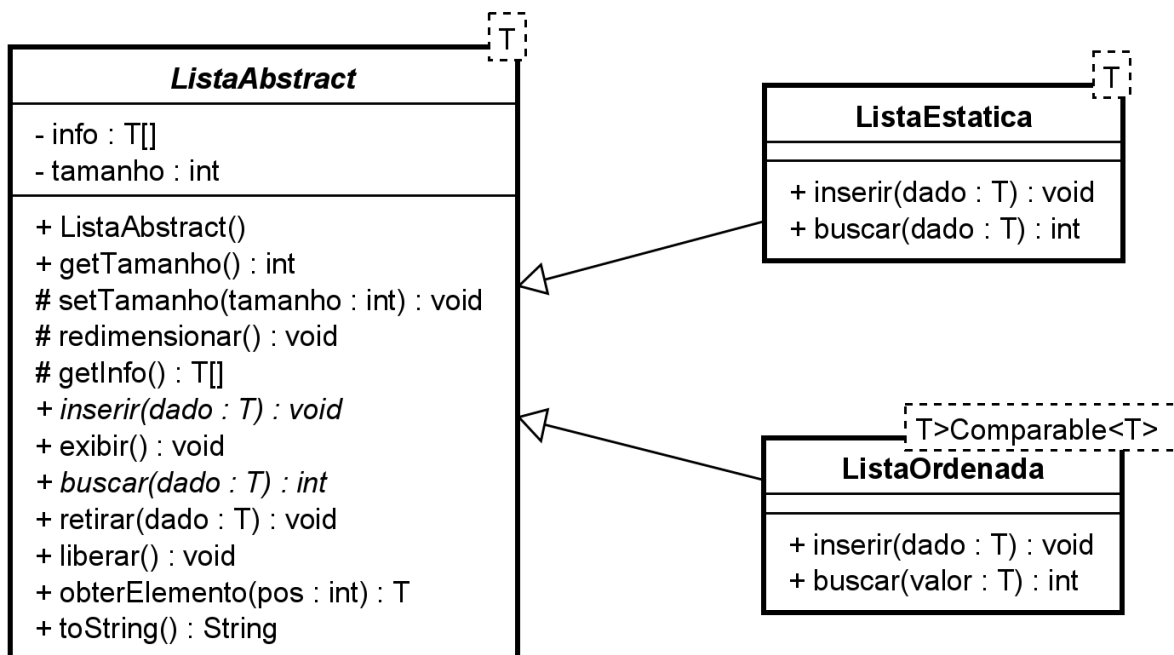 T
ListaAbstract
- info : T[]
- tamanho : int
+ ListaAbstract()
+ getTamanho() : int
# setTamanho(tamanho : int) : void
# redimensionar() : void
# getInfo() : T[]
+ inserir(dado : T) : void
+ exibir() : void
+ buscar(dado : T) : int
+ retirar(dado : T) : void
+ liberar() : void
+ obterElemento(pos : int) : T
+ toString() : String
T
ListaEstatica
+ inserir(dado : T) : void
+ buscar(dado : T) : int
T>Comparable<T>
ListaOrdenada
+ inserir(dado : T) : void
+ buscar(valor : T) : int